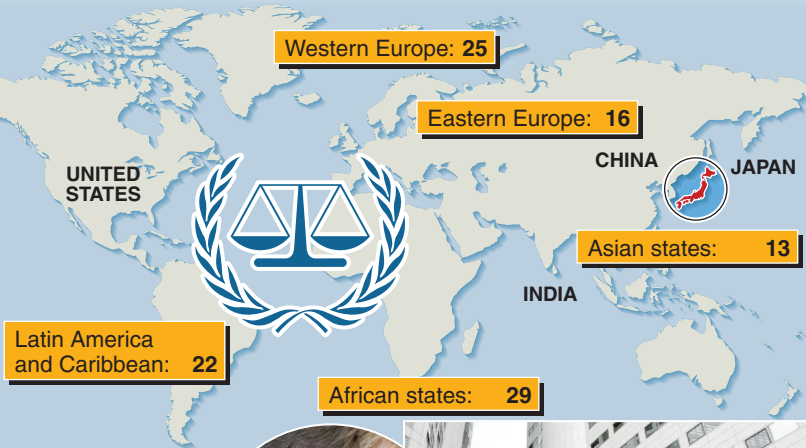 Western Europe: 25
Eastern Europe: 16
UNITED
STATES
CHINA
JAPAN
Asian states: 13
INDIA
Latin America
and Caribbean: 22
African states: 29